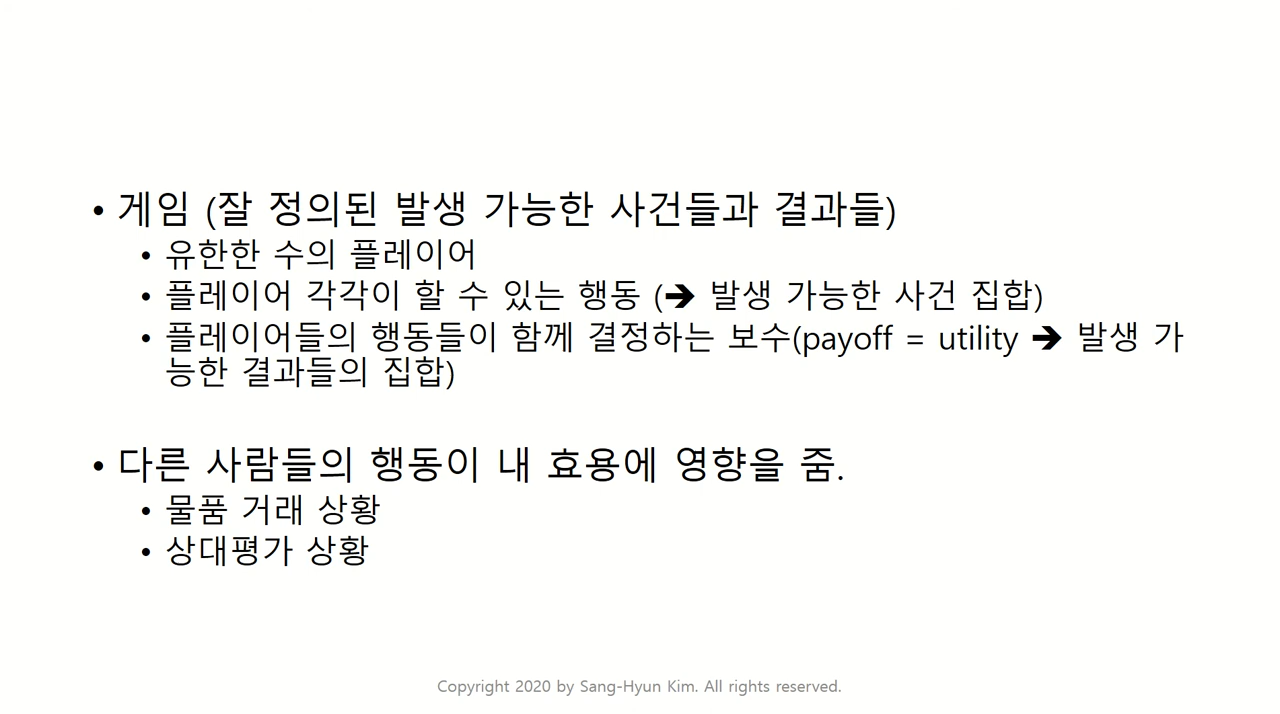 • 게임 (잘 정의된 발생 가능한 사건들과 결과들)
• 유한한 수의 플레이어
• 플레이어 각각이 할 수 있는 행동 (➔ 발생 가능한 사건 집합)
• 플레이어들의 행동들이 함께 결정하는 보수(payoff = utility ➔ 발생 가
능한 결과들의 집합)
• 다른 사람들의 행동이 내 효용에 영향을 줌.
• 물품 거래 상황
• 상대평가 상황
Copyright 2020 by Sang-Hyun Kim. All rights reserved.